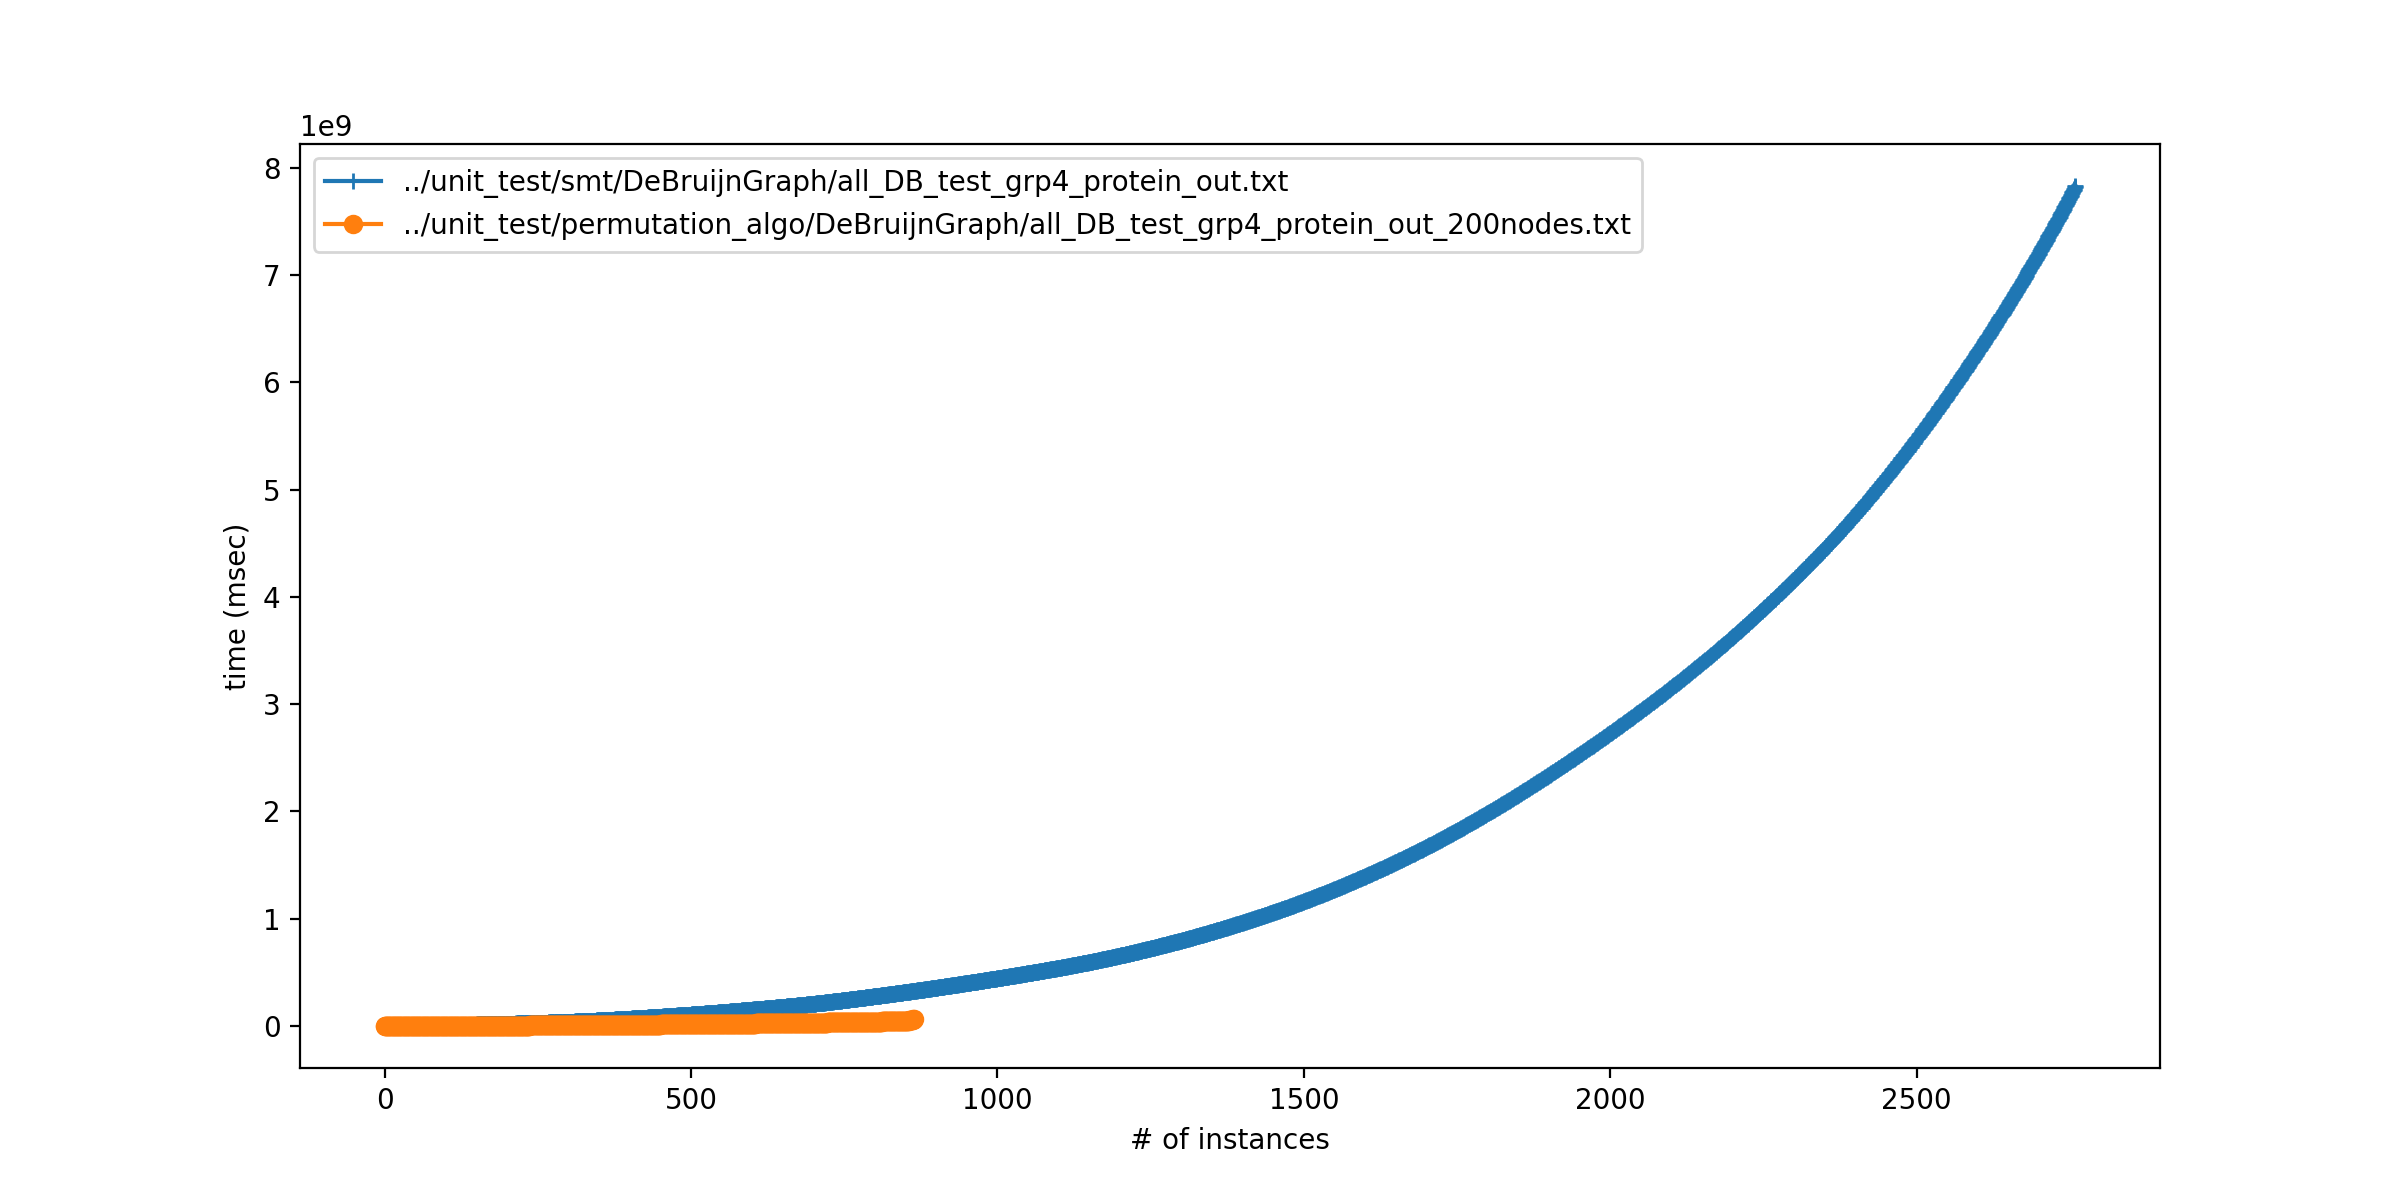 1e9
../unit_test/smt/DeBruijnGraph/all_DB_test_grp4_protein_out.txt
../unit_test/permutation_algo/DeBruijnGraph/all_DB_test_grp4_protein_out_200nodes.txt
8
7
6
5
4
3
2
1
0
time (msec)
0 500 1000 1500 2000 2500
# of instances